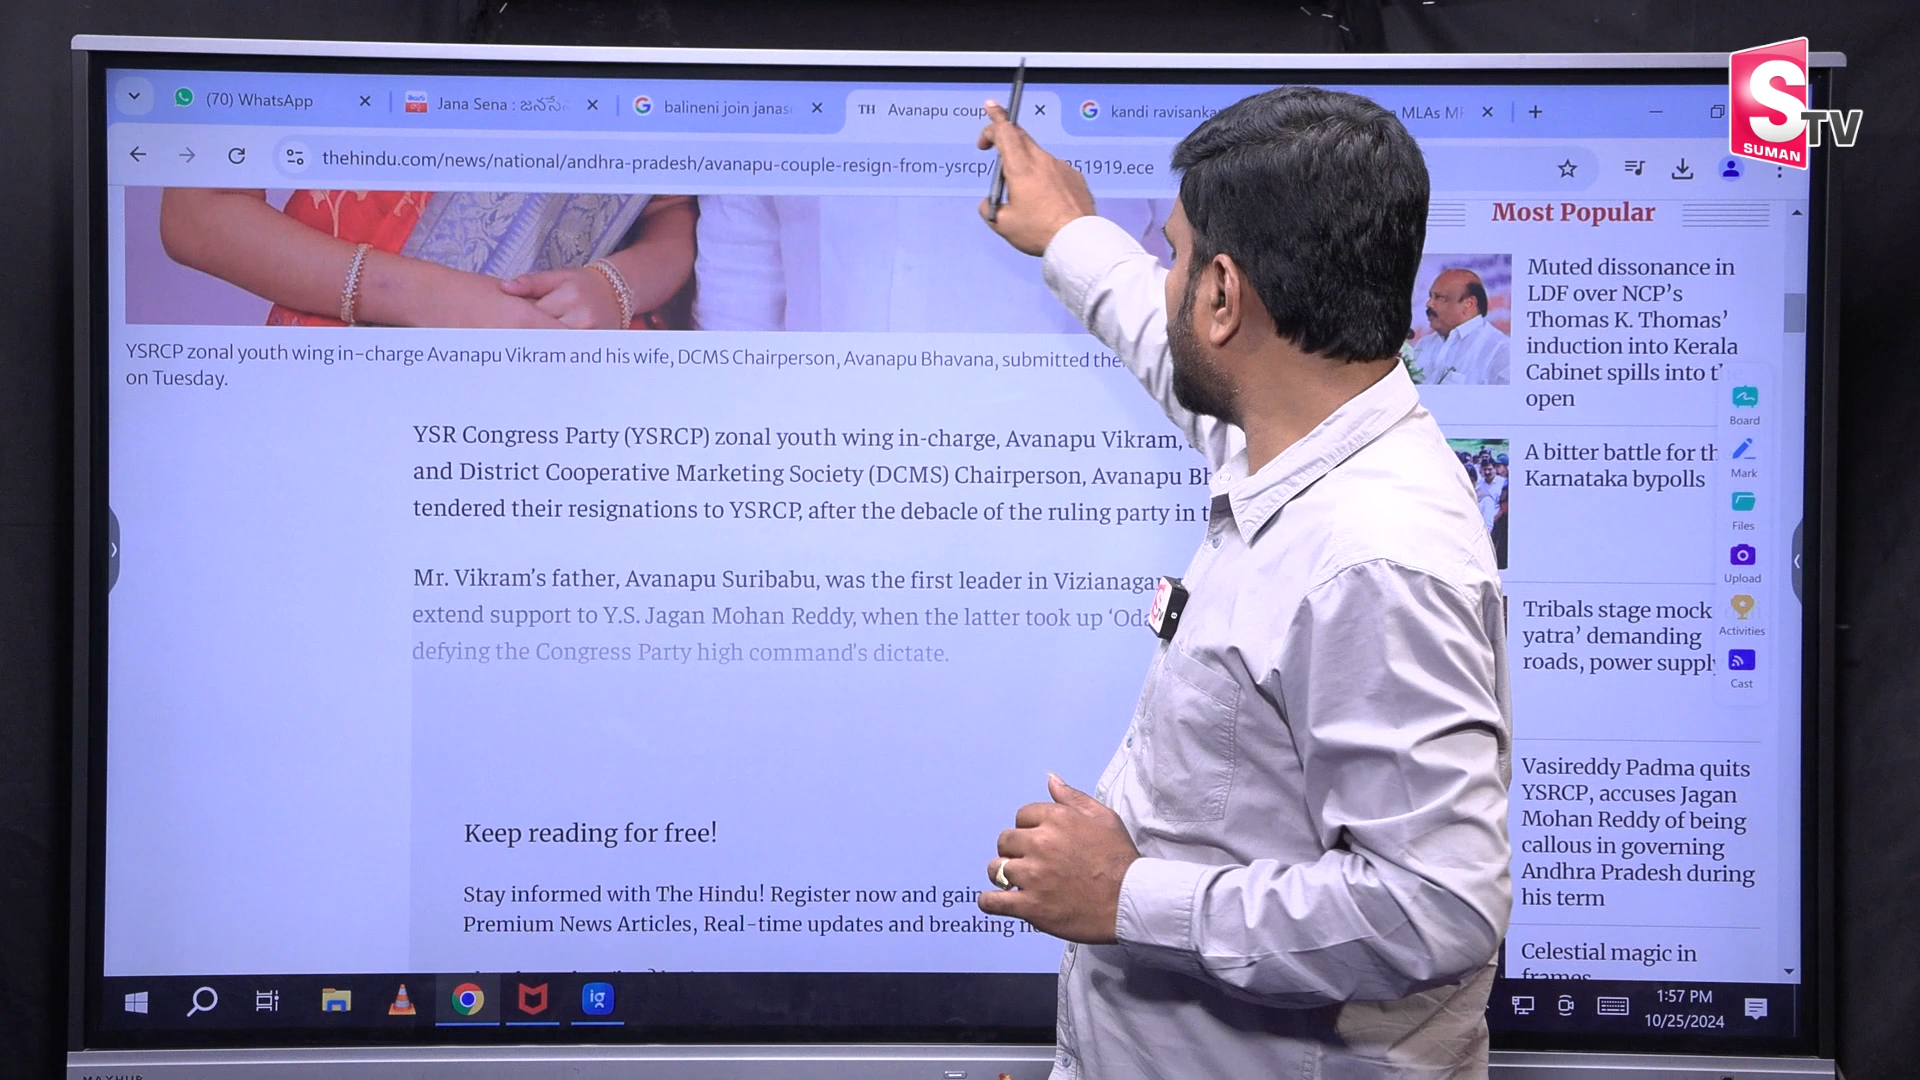 S TV
SUMAN
(70) WhatsApp
Jana Sena : జనసేన
balineni join janas
TH Avanapu coup
kandi ravisanka
MLAs M
thehindu.com/news/national/andhra-pradesh/avanapu-couple-resign-from-ysrcp/
51919.ece
YSRCP zonal youth wing in-charge Avanapu Vikram and his wife, DCMS Chairperson, Avanapu Bhavana, submitted the
on Tuesday.
YSR Congress Party (YSRCP) zonal youth wing in-charge, Avanapu Vikram,
and District Cooperative Marketing Society (DCMS) Chairperson, Avanapu Bh
tendered their resignations to YSRCP, after the debacle of the ruling party in t
Mr. Vikram's father, Avanapu Suribabu, was the first leader in Vizianaga
extend support to Y.S. Jagan Mohan Reddy, when the latter took up 'Oda
defying the Congress Party high command's dictate.
Keep reading for free!
Stay informed with The Hindu! Register now and gain
Premium News Articles, Real-time updates and breaking n
Most Popular
Muted dissonance in
LDF over NCP's
Thomas K. Thomas'
induction into Kerala
Cabinet spills into t
open
A bitter battle for th
Karnataka bypolls
Tribals stage mock
yatra' demanding
roads, power supply
Vasireddy Padma quits
YSRCP, accuses Jagan
Mohan Reddy of being
callous in governing
Andhra Pradesh during
his term
Celestial magic in
frames
Board
Mark
Files
Upload
Activities
Cast
ig
1:57 PM
10/25/2024
MAXHUB